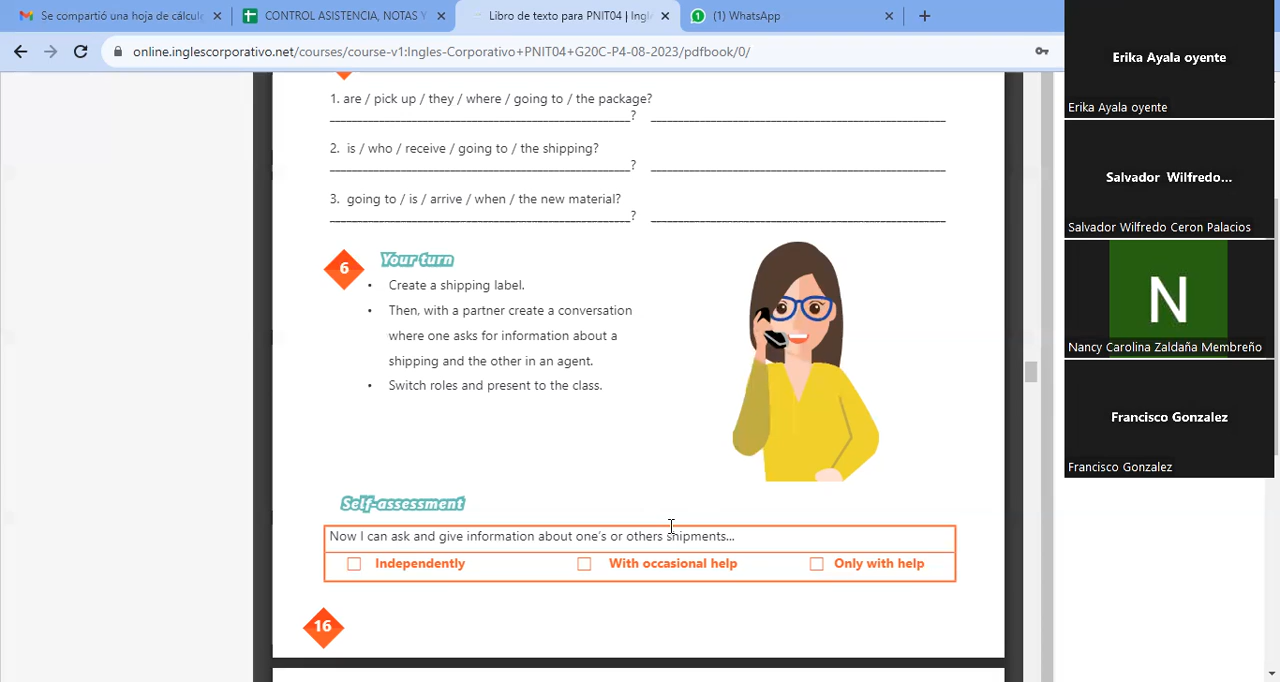 Se compartió una hoja de cálcul
CONTROL ASISTENCIA, NOTAS Y
Libro de texto para PNIT04 | Ingl
(1) WhatsApp
online.inglescorporativo.net/courses/course-v1:Ingles-Corporativo+PNIT04+G20C-P4-08-2023/pdfbook/0/
1. are / pick up / they / where / going to / the package?
?
2. is / who / receive / going to / the shipping?
?
3. going to / is / arrive / when / the new material?
?
6
Your turn
• Create a shipping label.
• Then, with a partner create a conversation
where one asks for information about a
shipping and the other in an agent.
• Switch roles and present to the class.
Self-assessment
Now I can ask and give information about one's or others shipments...
Independently
With occasional help
Only with help
16
Erika Ayala oyente
Erika Ayala oyente
Salvador Wilfredo...
Salvador Wilfredo Ceron Palacios
N
Nancy Carolina Zaldaña Membreño
Francisco Gonzalez
Francisco Gonzalez